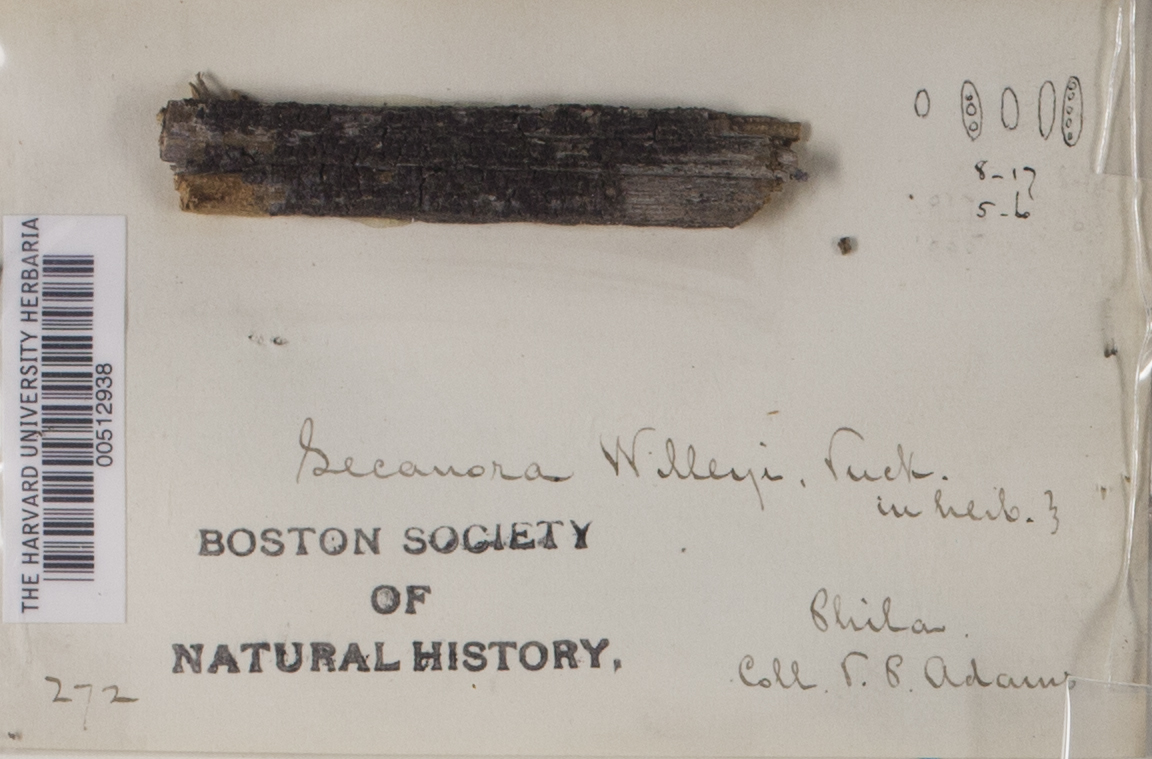 8-17
5-6
THE HARVARD UNIVERSITY HERBARIA
00512938
Lecanora Willeyi, Tuck.
in herb. }
BOSTON SOCIETY
OF
NATURAL HISTORY,
Phila.
Coll. T. P. Adams
272